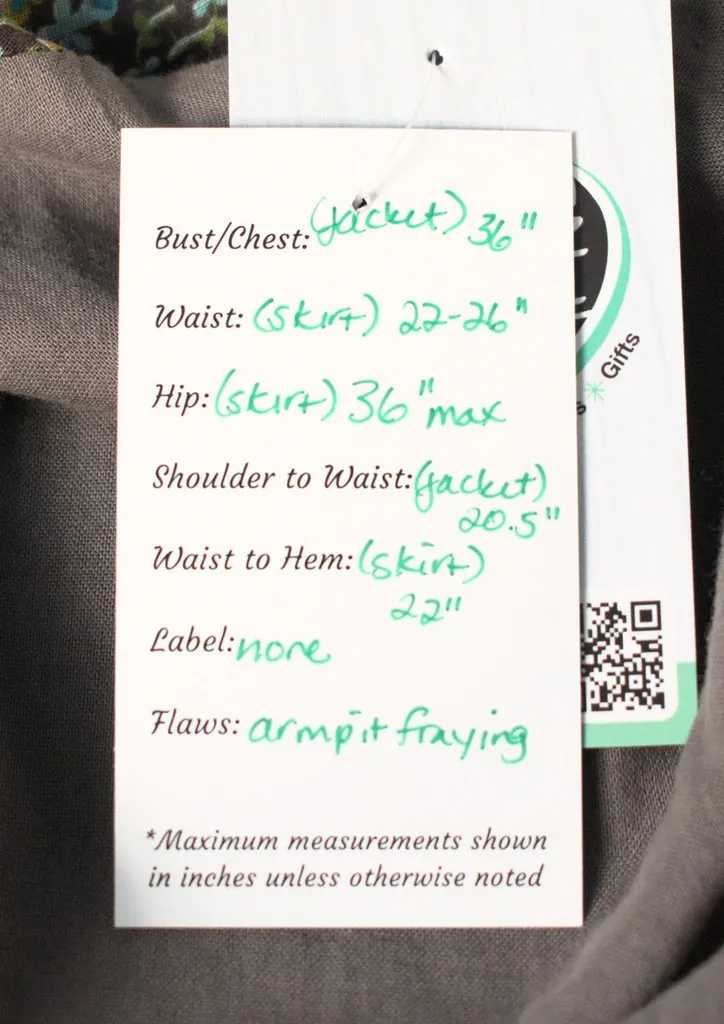 Bust/Chest: (jacket) 36"
Waist: (skirt) 22-26"
Hip: (skirt) 36" max
Shoulder to Waist: (jacket)
20.5"
Waist to Hem: (skirt)
22"
Label: none
Flaws: armpit fraying
*Maximum measurements shown
in inches unless otherwise noted
Gifts